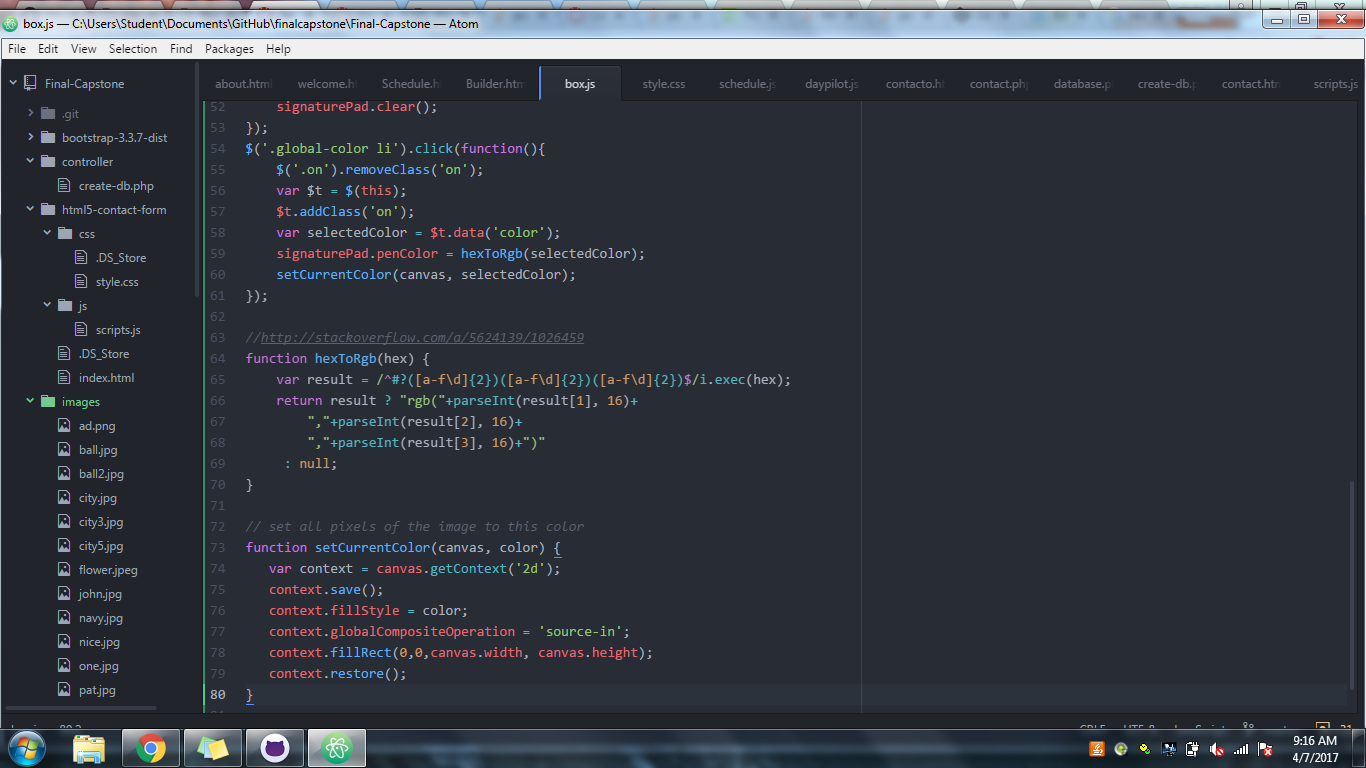 box.js — C:\Users\Student\Documents\GitHub\finalcapstone\Final-Capstone — Atom
File Edit View Selection Find Packages Help
Final-Capstone
.git
bootstrap-3.3.7-dist
controller
create-db.php
html5-contact-form
css
.DS_Store
style.css
js
scripts.js
.DS_Store
index.html
images
ad.png
ball.jpg
ball2.jpg
city.jpg
city3.jpg
city5.jpg
flower.jpeg
john.jpg
navy.jpg
nice.jpg
one.jpg
pat.jpg
about.html welcome.h Schedule.h Builder.htm box.js style.css schedule.js daypilot.js contacto.h contact.php database.p create-db.p contact.htm scripts.js
52 signaturePad.clear();
53 });
54 $('.global-color li').click(function(){
55 $('.on').removeClass('on');
56 var $t = $(this);
57 $t.addClass('on');
58 var selectedColor = $t.data('color');
59 signaturePad.penColor = hexToRgb(selectedColor);
60 setCurrentColor(canvas, selectedColor);
61 });
62
63 //http://stackoverflow.com/a/5624139/1026459
64 function hexToRgb(hex) {
65 var result = /^#?([a-f\d]{2})([a-f\d]{2})([a-f\d]{2})$/i.exec(hex);
66 return result ? "rgb("+parseInt(result[1], 16)+
67 ","+parseInt(result[2], 16)+
68 ","+parseInt(result[3], 16)+")"
69 : null;
70 }
71
72 // set all pixels of the image to this color
73 function setCurrentColor(canvas, color) {
74 var context = canvas.getContext('2d');
75 context.save();
76 context.fillStyle = color;
77 context.globalCompositeOperation = 'source-in';
78 context.fillRect(0,0,canvas.width, canvas.height);
79 context.restore();
80 }
9:16 AM
4/7/2017